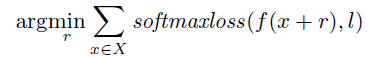 argmin ∑ softmaxloss(f(x + r), l)
r x∈X